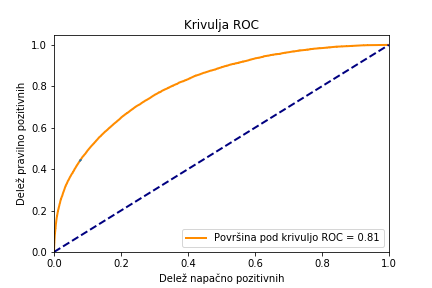 Krivulja ROC
Delež pravilno pozitivnih
1.0
0.8
0.6
0.4
0.2
0.0
Površina pod krivuljo ROC = 0.81
0.0 0.2 0.4 0.6 0.8 1.0
Delež napačno pozitivnih